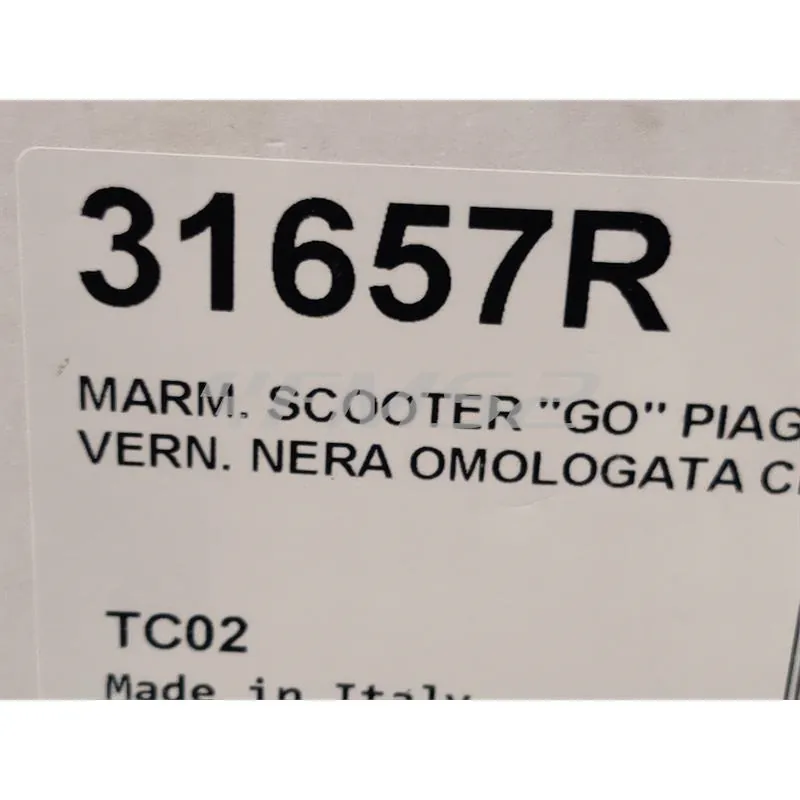 31657R
MARM. SCOOTER "GO" PIAG
VERN. NERA OMOLOGATA
TC02
Made in Italy